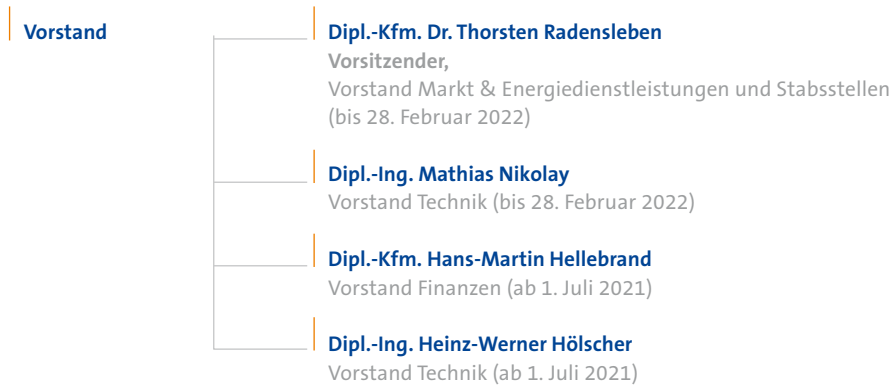 Vorstand
Dipl.-Kfm. Dr. Thorsten Radensleben
Vorsitzender,
Vorstand Markt & Energiedienstleistungen und Stabsstellen
(bis 28. Februar 2022)
Dipl.-Ing. Mathias Nikolay
Vorstand Technik (bis 28. Februar 2022)
Dipl.-Kfm. Hans-Martin Hellebrand
Vorstand Finanzen (ab 1. Juli 2021)
Dipl.-Ing. Heinz-Werner Hölscher
Vorstand Technik (ab 1. Juli 2021)